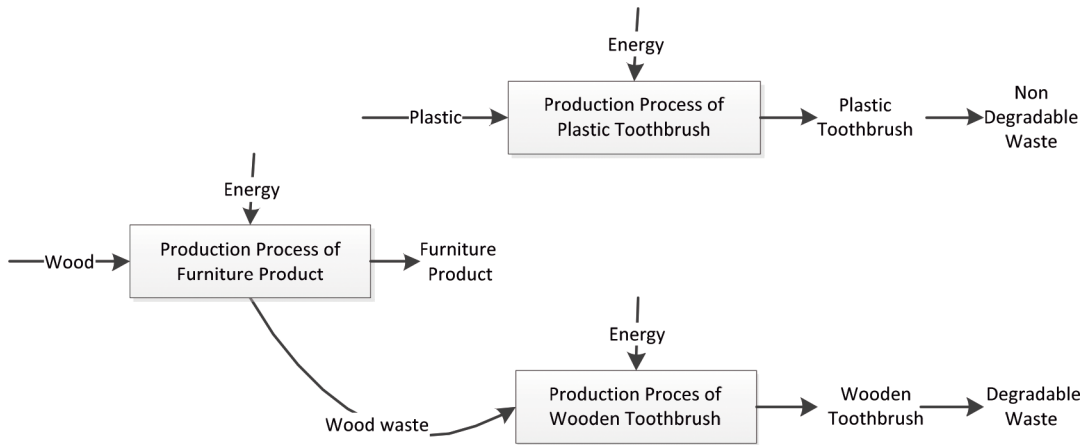 Energy
Plastic
Production Process of
Plastic Toothbrush
Plastic
Toothbrush
Non
Degradable
Waste
Energy
Wood
Production Process of
Furniture Product
Furniture
Product
Wood waste
Energy
Production Proces of
Wooden Toothbrush
Wooden
Toothbrush
Degradable
Waste